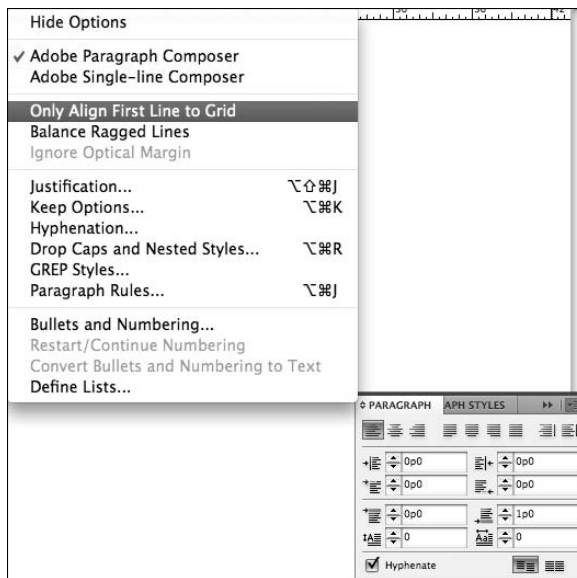 Hide Options
✓ Adobe Paragraph Composer
Adobe Single-line Composer
Only Align First Line to Grid
Balance Ragged Lines
Ignore Optical Margin
Justification... ⌥⇧⌘J
Keep Options... ⌥⌘K
Hyphenation...
Drop Caps and Nested Styles... ⌥⌘R
GREP Styles...
Paragraph Rules... ⌥⌘J
Bullets and Numbering...
Restart/Continue Numbering
Convert Bullets and Numbering to Text
Define Lists...
PARAGRAPH APH STYLES
0p0 0p0
0p0 0p0
0p0 1p0
0 0
Hyphenate